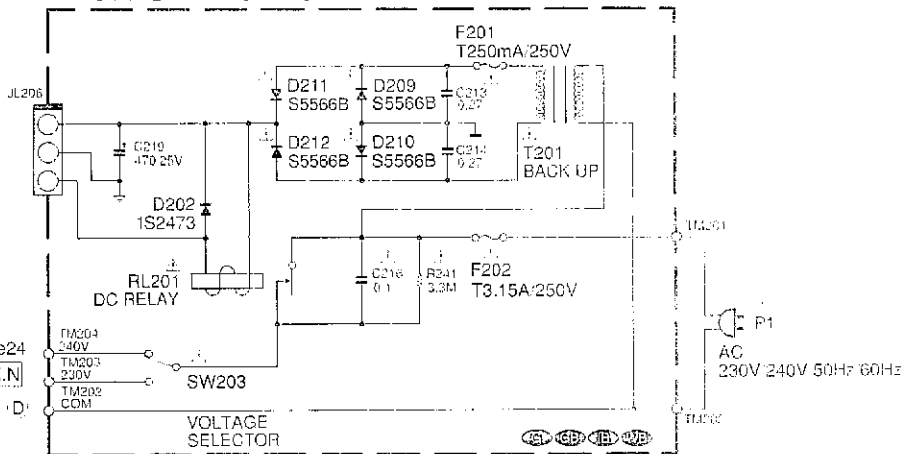 F201
T250mA/250V
JL206
D211
S5566B
D209
S5566B
C213
0.27
C219
470 25V
D212
S5566B
D210
S5566B
C214
0.27
T201
BACK UP
D202
1S2473
RL201
DC RELAY
C216
0.1
R241
3.3M
F202
T3.15A/250V
TM201
P1
AC
230V/240V 50Hz/60Hz
TM204
240V
TM203
230V
TM202
COM
SW203
VOLTAGE
SELECTOR